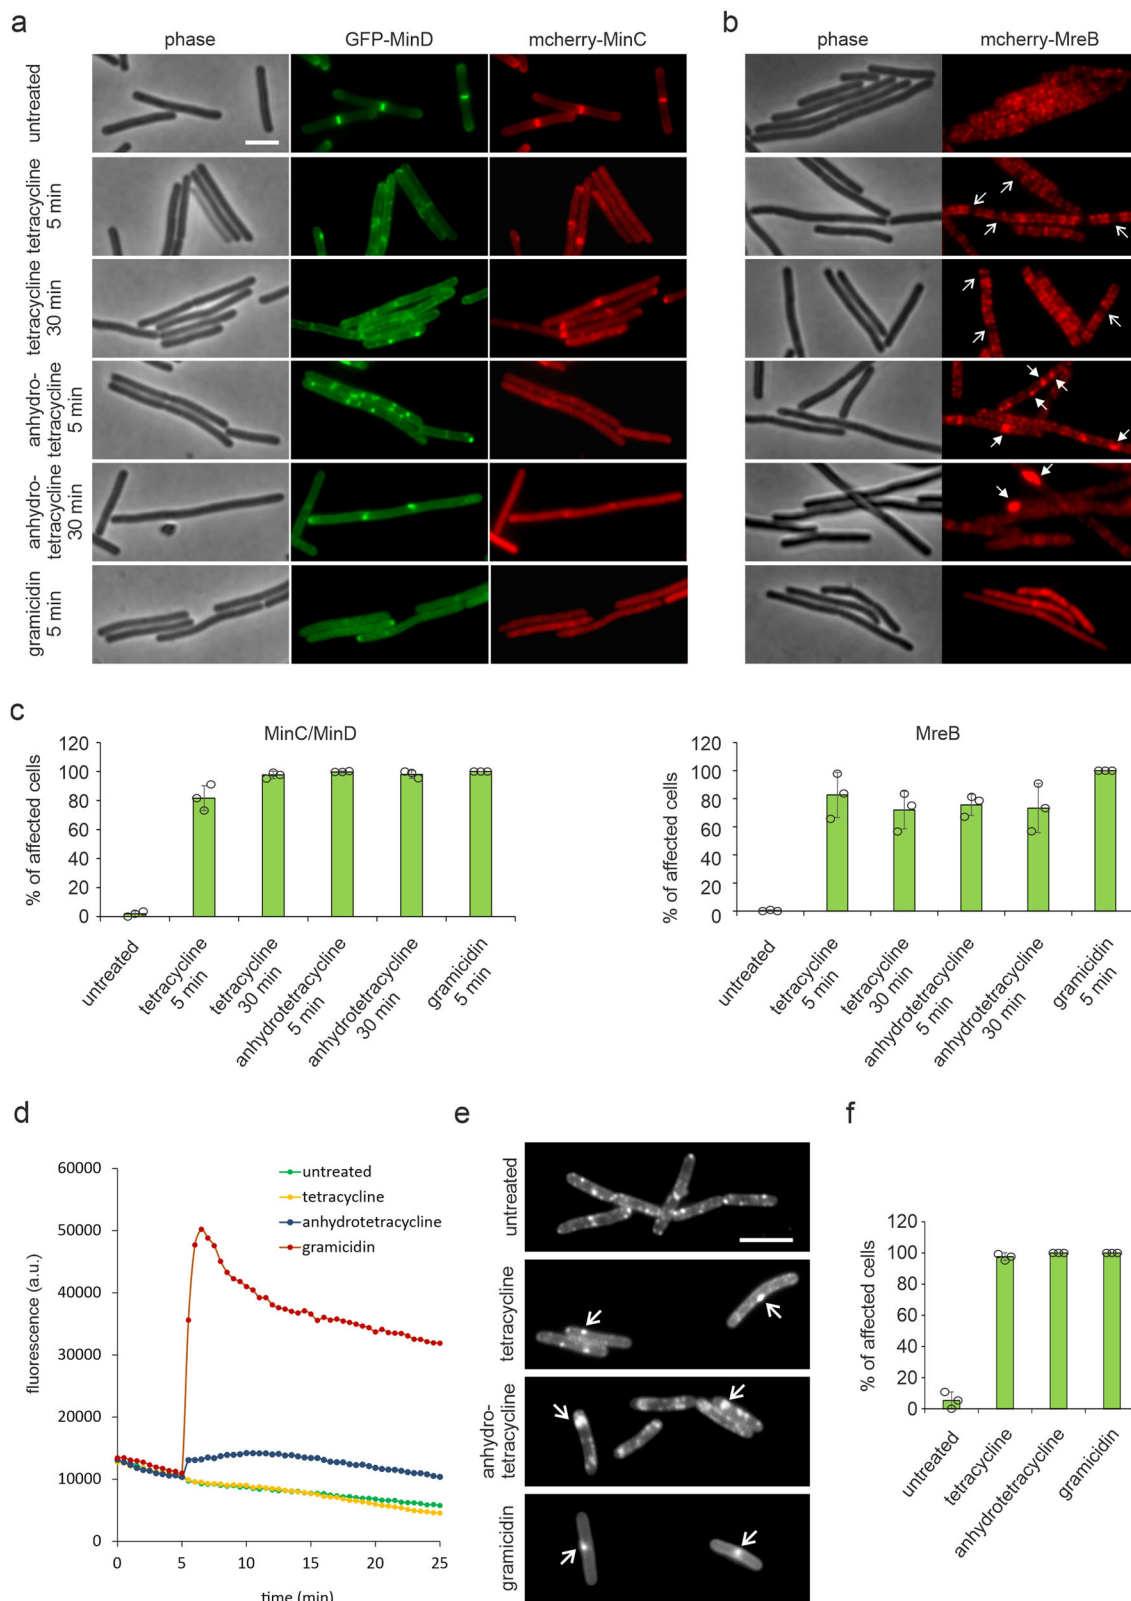 a
phase
GFP-MinD
mcherry-MinC
b
phase
mcherry-MreB
untreated
tetracycline
5 min
tetracycline
30 min
anhydro-
tetracycline
5 min
anhydro-
tetracycline
30 min
gramicidin
5 min
c
MinC/MinD
% of affected cells
120
100
80
60
40
20
0
untreated
tetracycline
5 min
tetracycline
30 min
anhydrotetracycline
5 min
anhydrotetracycline
30 min
gramicidin
5 min
MreB
% of affected cells
120
100
80
60
40
20
0
untreated
tetracycline
5 min
tetracycline
30 min
anhydrotetracycline
5 min
anhydrotetracycline
30 min
gramicidin
5 min
d
fluorescence (a.u.)
60000
50000
40000
30000
20000
10000
0
untreated
tetracycline
anhydrotetracycline
gramicidin
0 5 10 15 20 25
time (min)
e
untreated
tetracycline
anhydro-
tetracycline
gramicidin
f
% of affected cells
120
100
80
60
40
20
0
untreated
tetracycline
anhydrotetracycline
gramicidin